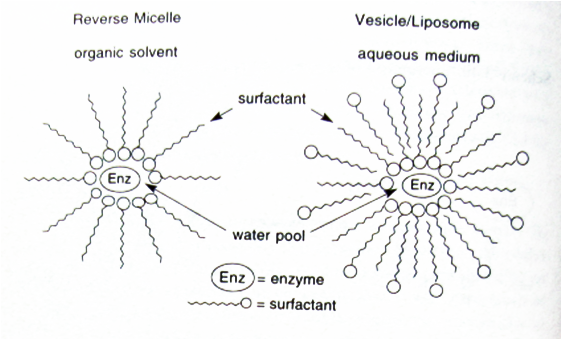 Reverse Micelle
organic solvent
Vesicle/Liposome
aqueous medium
surfactant
Enz
Enz
water pool
Enz = enzyme
= surfactant